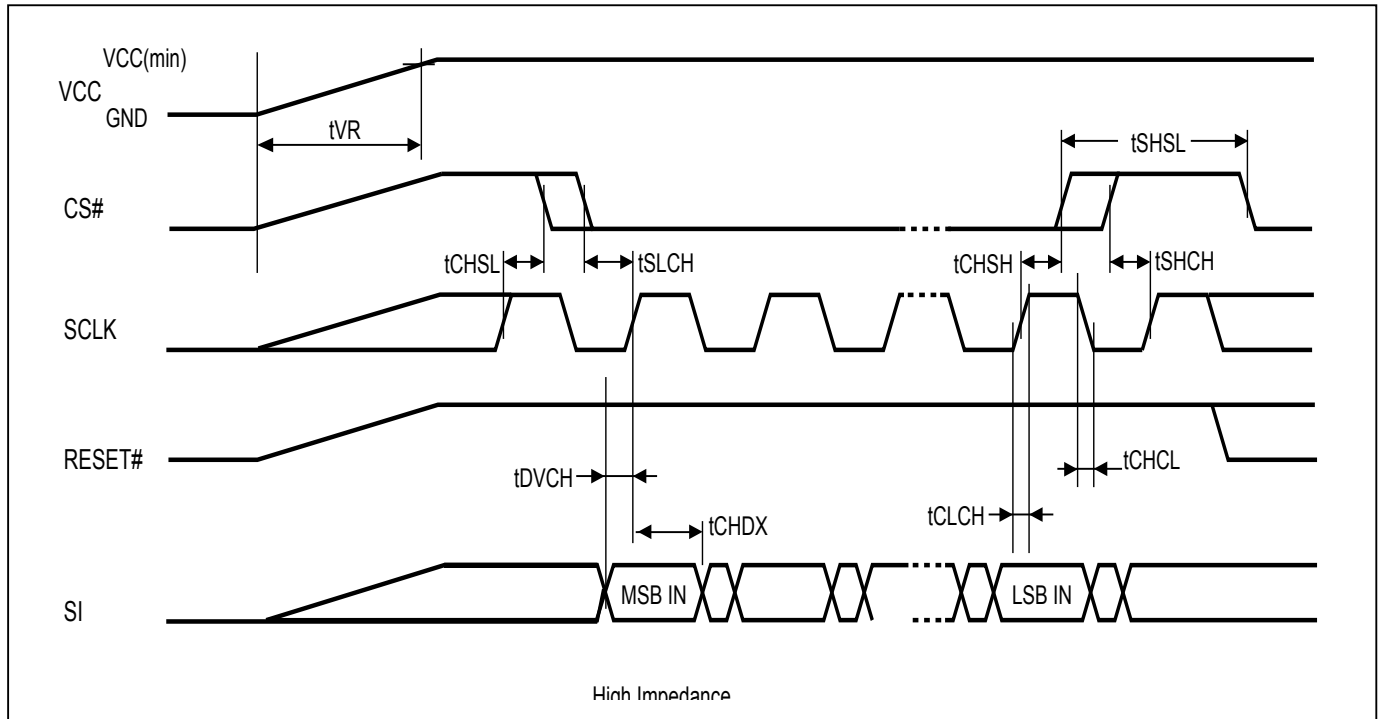 VCC(min)
VCC
GND
tVR
tSHSL
CS#
tCHSL
tSLCH
tCHSH
tSHCH
SCLK
RESET#
tDVCH
tCHCL
tCHDX
tCLCH
SI
MSB IN
LSB IN
High Impedance